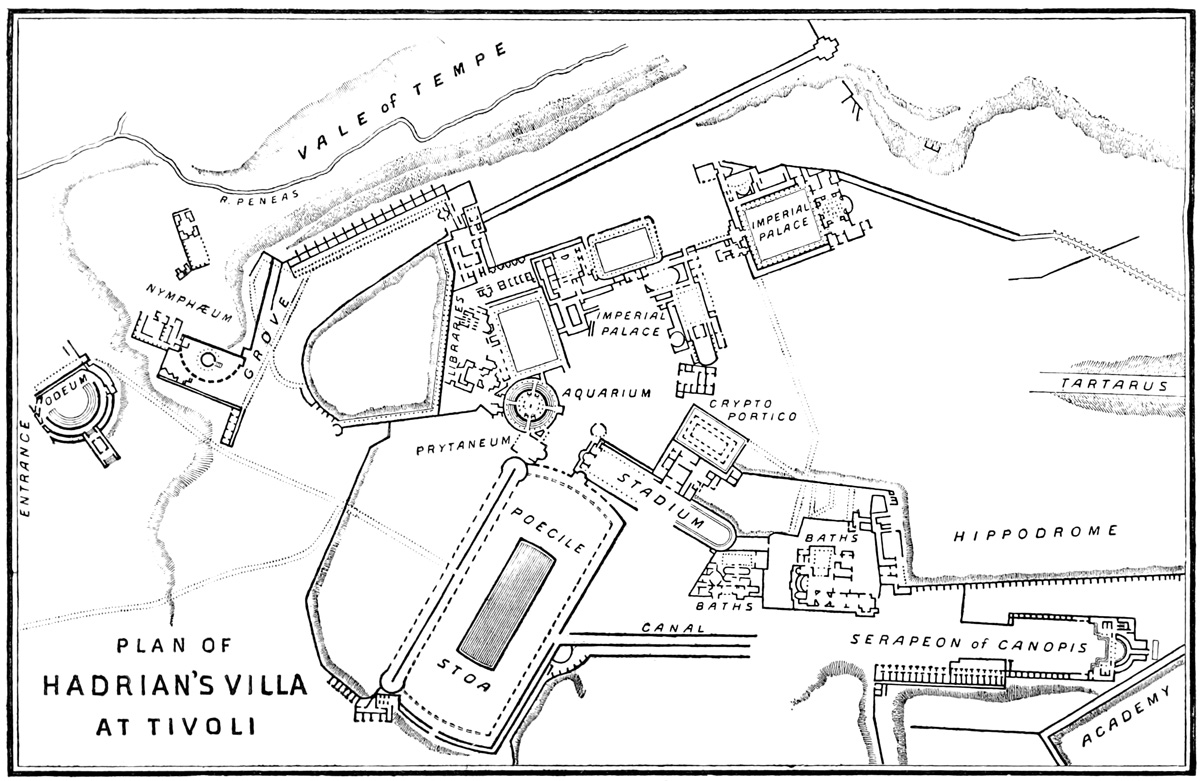 VALE of TEMPE
R. PENEAS
IMPERIAL
PALACE
NYMPHÆUM
GROVE
LIBRARIES
IMPERIAL
PALACE
ODEUM
AQUARIUM
TARTARUS
CRYPTO
PORTICO
ENTRANCE
PRYTANEUM
STADIUM
POECILE
HIPPODROME
BATHS
BATHS
CANAL
SERAPEON of CANOPIS
STOA
ACADEMY
PLAN OF
HADRIAN'S VILLA
AT TIVOLI